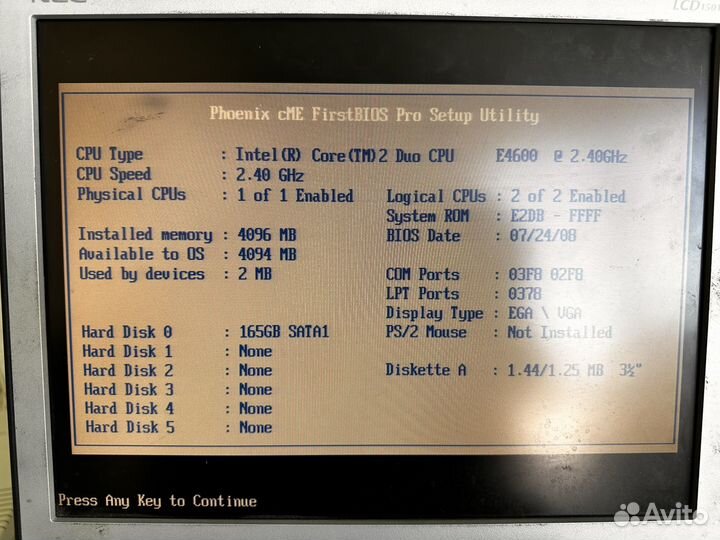 NEC
LCD1501
Phoenix cME FirstBIOS Pro Setup Utility
CPU Type : Intel(R) Core(TM)2 Duo CPU E4600 @ 2.40GHz
CPU Speed : 2.40 GHz
Physical CPUs : 1 of 1 Enabled Logical CPUs : 2 of 2 Enabled
System ROM : E2DB - FFFF
Installed memory : 4096 MB BIOS Date : 07/24/08
Available to OS : 4094 MB
Used by devices : 2 MB COM Ports : 03F8 02F8
LPT Ports : 0378
Display Type : EGA \ VGA
Hard Disk 0 : 165GB SATA1 PS/2 Mouse : Not Installed
Hard Disk 1 : None
Hard Disk 2 : None Diskette A : 1.44/1.25 MB 3½"
Hard Disk 3 : None
Hard Disk 4 : None
Hard Disk 5 : None
Press Any Key to Continue
Avito